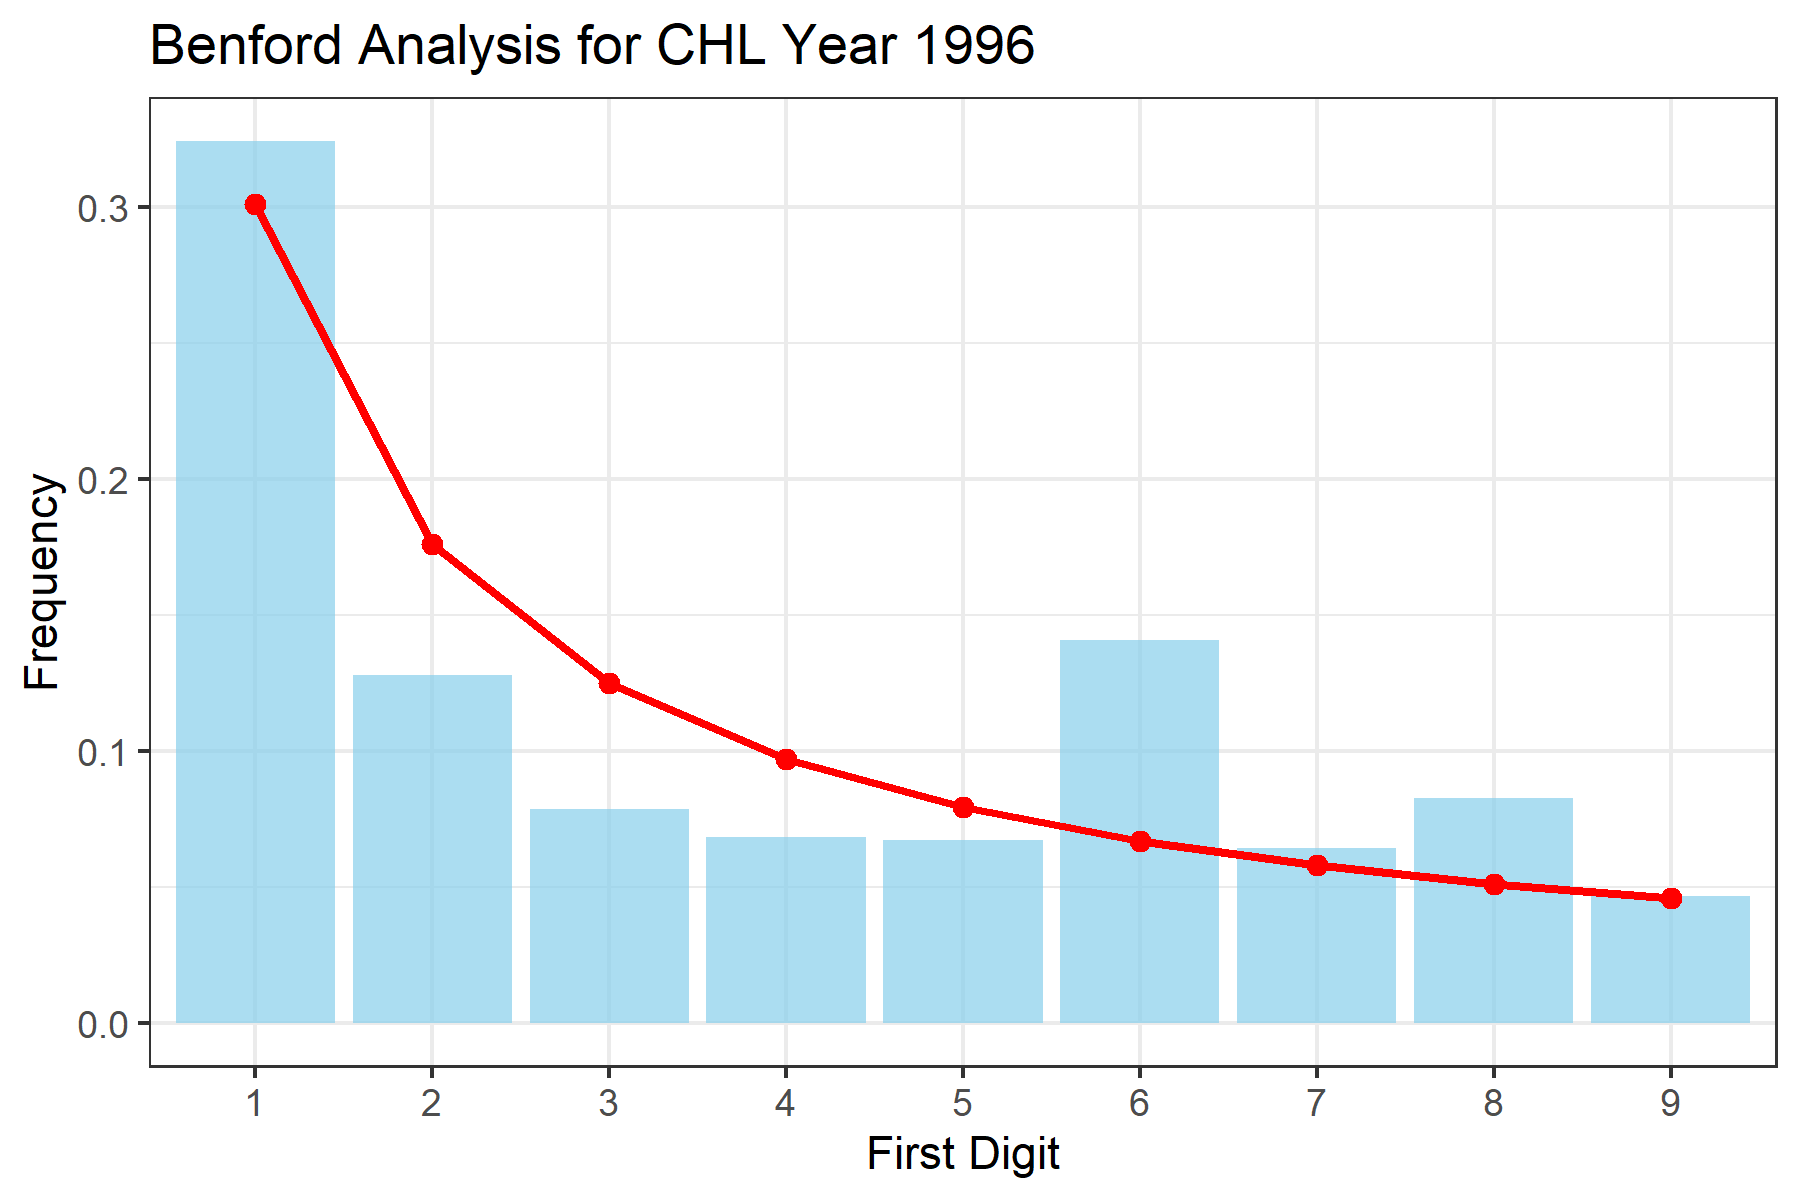 Benford Analysis for CHL Year 1996
Frequency
0.3
0.2
0.1
0.0
1 2 3 4 5 6 7 8 9
First Digit